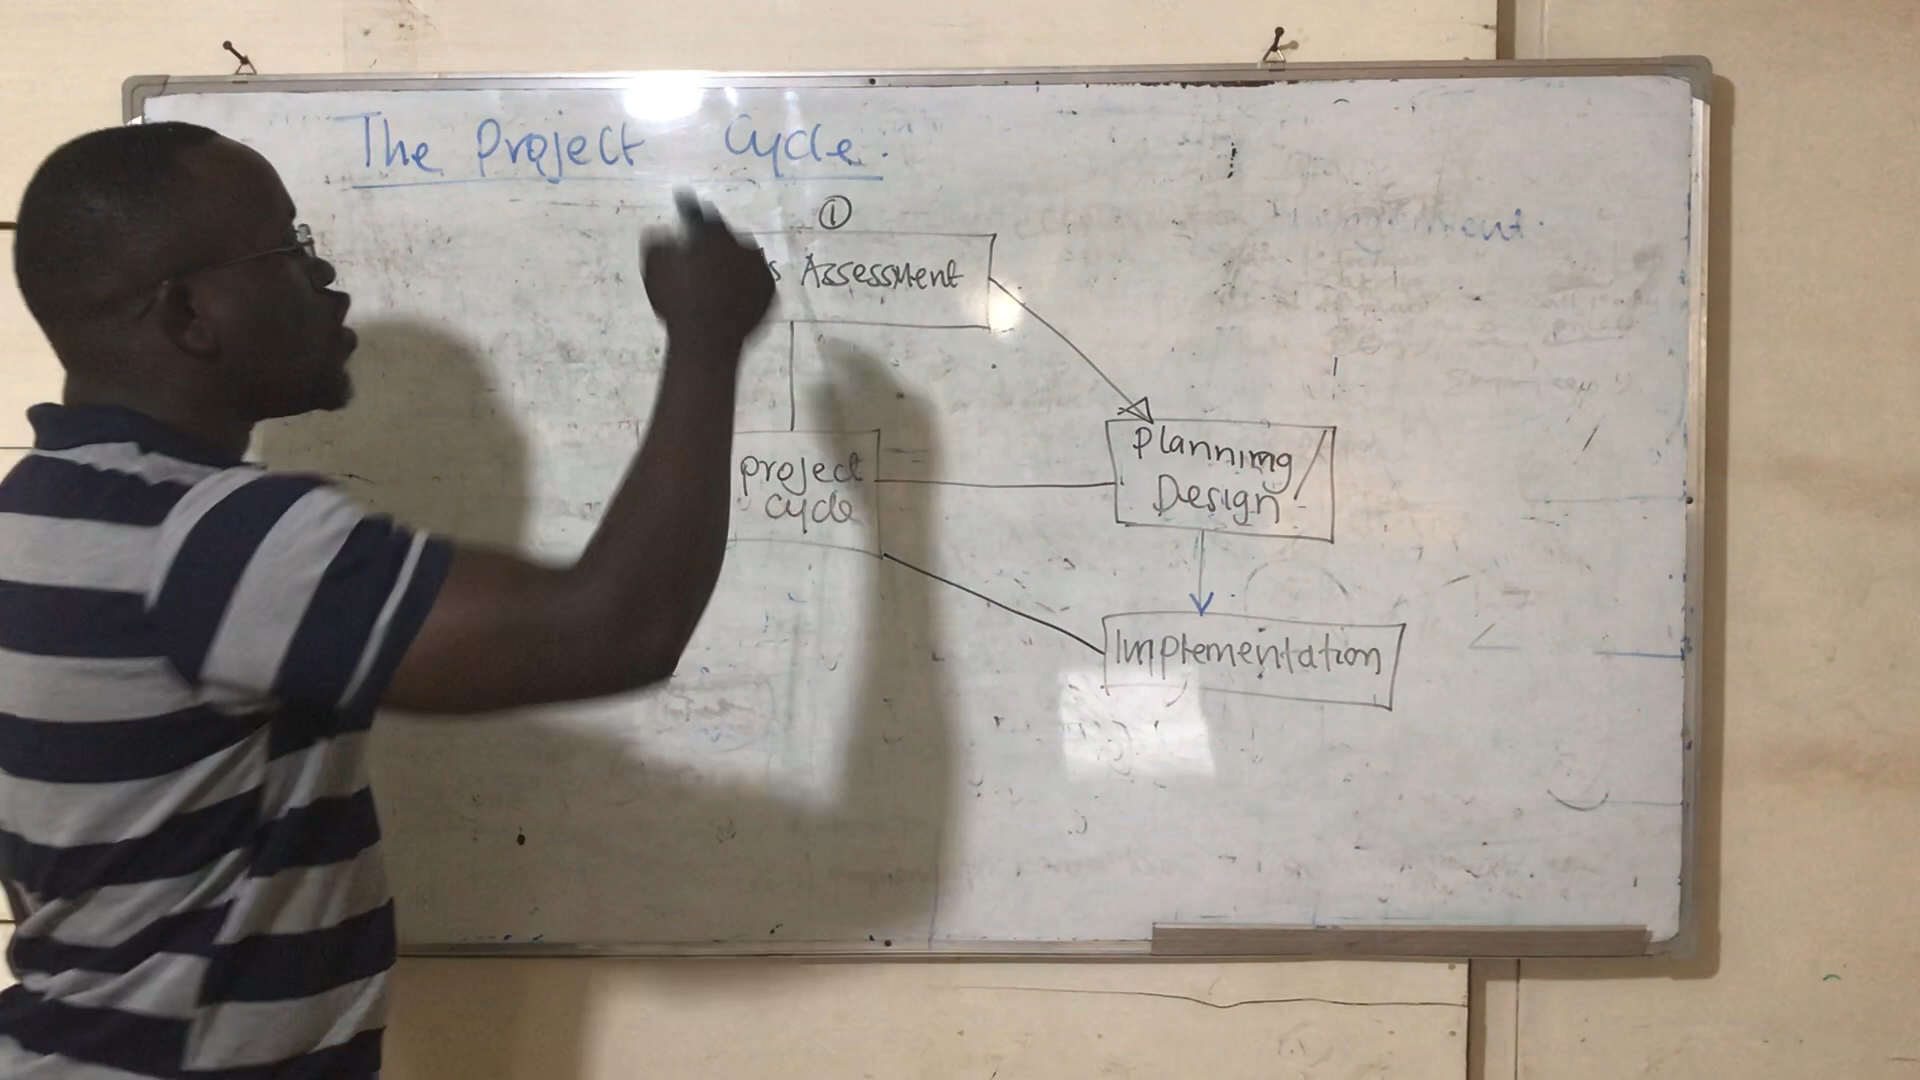 The Project Cycle.
①
Assessment
Project
Cycle
Planning/
Design
Implementation